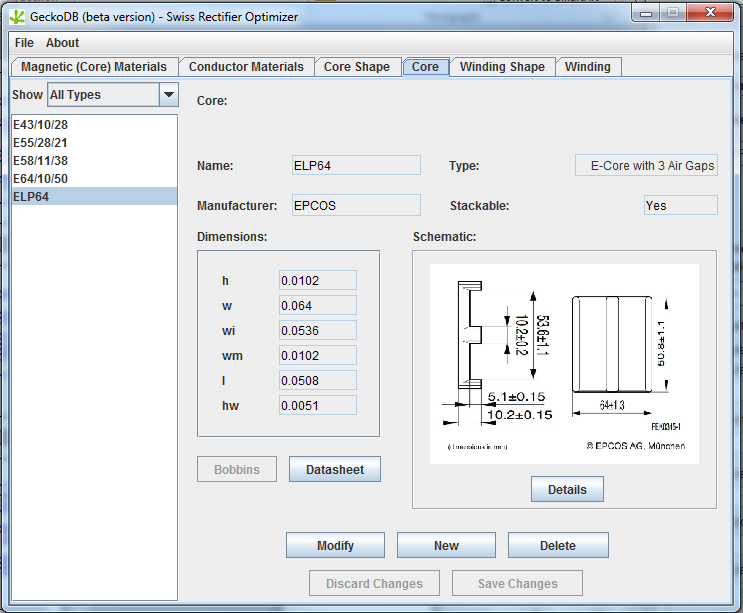 GeckoDB (beta version) - Swiss Rectifier Optimizer
File About
Magnetic (Core) Materials Conductor Materials Core Shape Core Winding Shape Winding
Show All Types
E43/10/28
E55/28/21
E58/11/38
E64/10/50
ELP64
Core:
Name: ELP64 Type: E-Core with 3 Air Gaps
Manufacturer: EPCOS Stackable: Yes
Dimensions:
h 0.0102
w 0.064
wi 0.0536
wm 0.0102
l 0.0508
hw 0.0051
Bobbins Datasheet
Schematic:
10.2±0.2
53.6±1.1
50.8±1.1
5.1±0.15
10.2±0.15
64±1.3
FEK0345-I
(dimensions in mm)
© EPCOS AG, München
Details
Modify New Delete
Discard Changes Save Changes